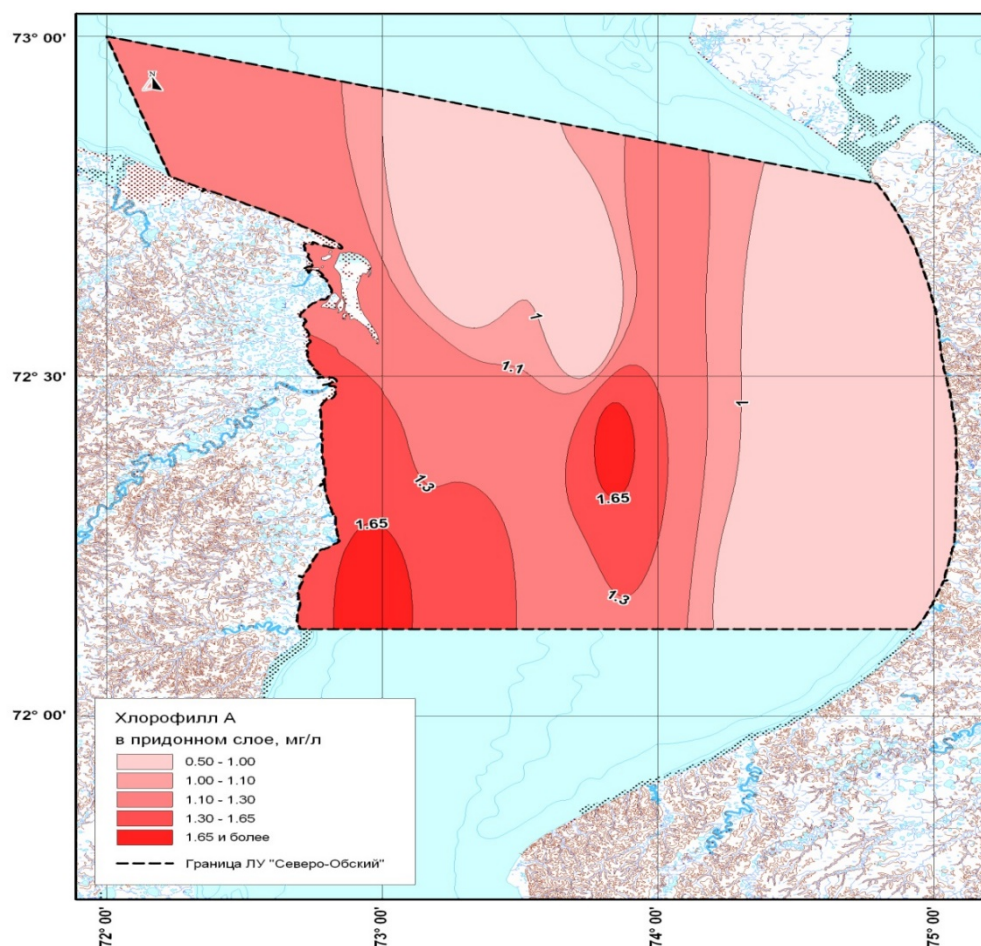 73° 00'
N
1
1.1
72° 30'
1
1.3
1.65
1.65
1.3
72° 00'
Хлорофилл А
в придонном слое, мг/л
0.50 - 1.00
1.00 - 1.10
1.10 - 1.30
1.30 - 1.65
1.65 и более
Граница ЛУ "Северо-Обский"
72° 00'
73° 00'
74° 00'
75° 00'